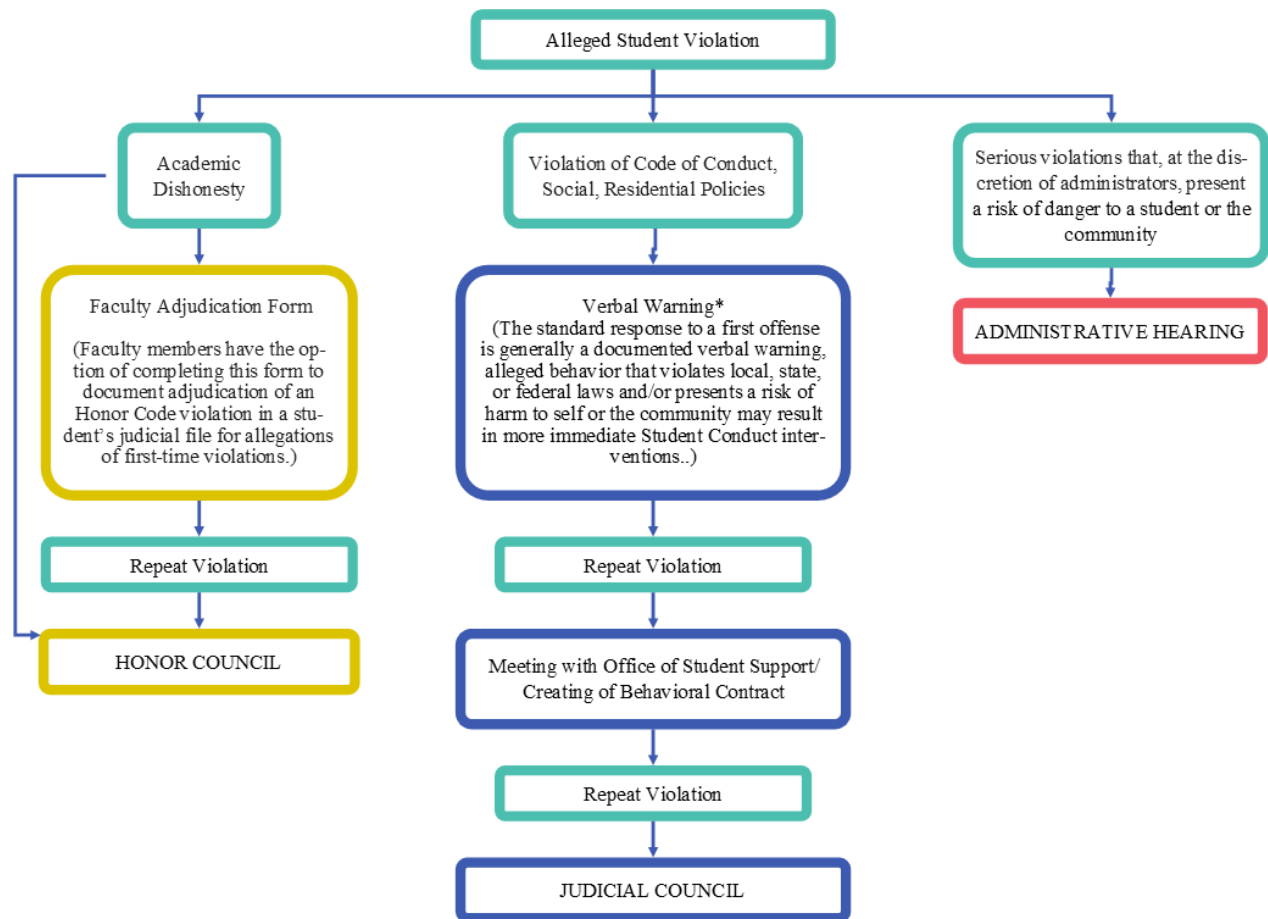 Alleged Student Violation
Academic
Dishonesty
Violation of Code of Conduct,
Social, Residential Policies
Serious violations that, at the dis-
cretion of administrators, present
a risk of danger to a student or the
community
Faculty Adjudication Form
(Faculty members have the op-
tion of completing this form to
document adjudication of an
Honor Code violation in a stu-
dent’s judicial file for allegations
of first-time violations.)
Verbal Warning*
(The standard response to a first offense
is generally a documented verbal warning,
alleged behavior that violates local, state,
or federal laws and/or presents a risk of
harm to self or the community may result
in more immediate Student Conduct inter-
ventions..)
ADMINISTRATIVE HEARING
Repeat Violation
Repeat Violation
HONOR COUNCIL
Meeting with Office of Student Support/
Creating of Behavioral Contract
Repeat Violation
JUDICIAL COUNCIL